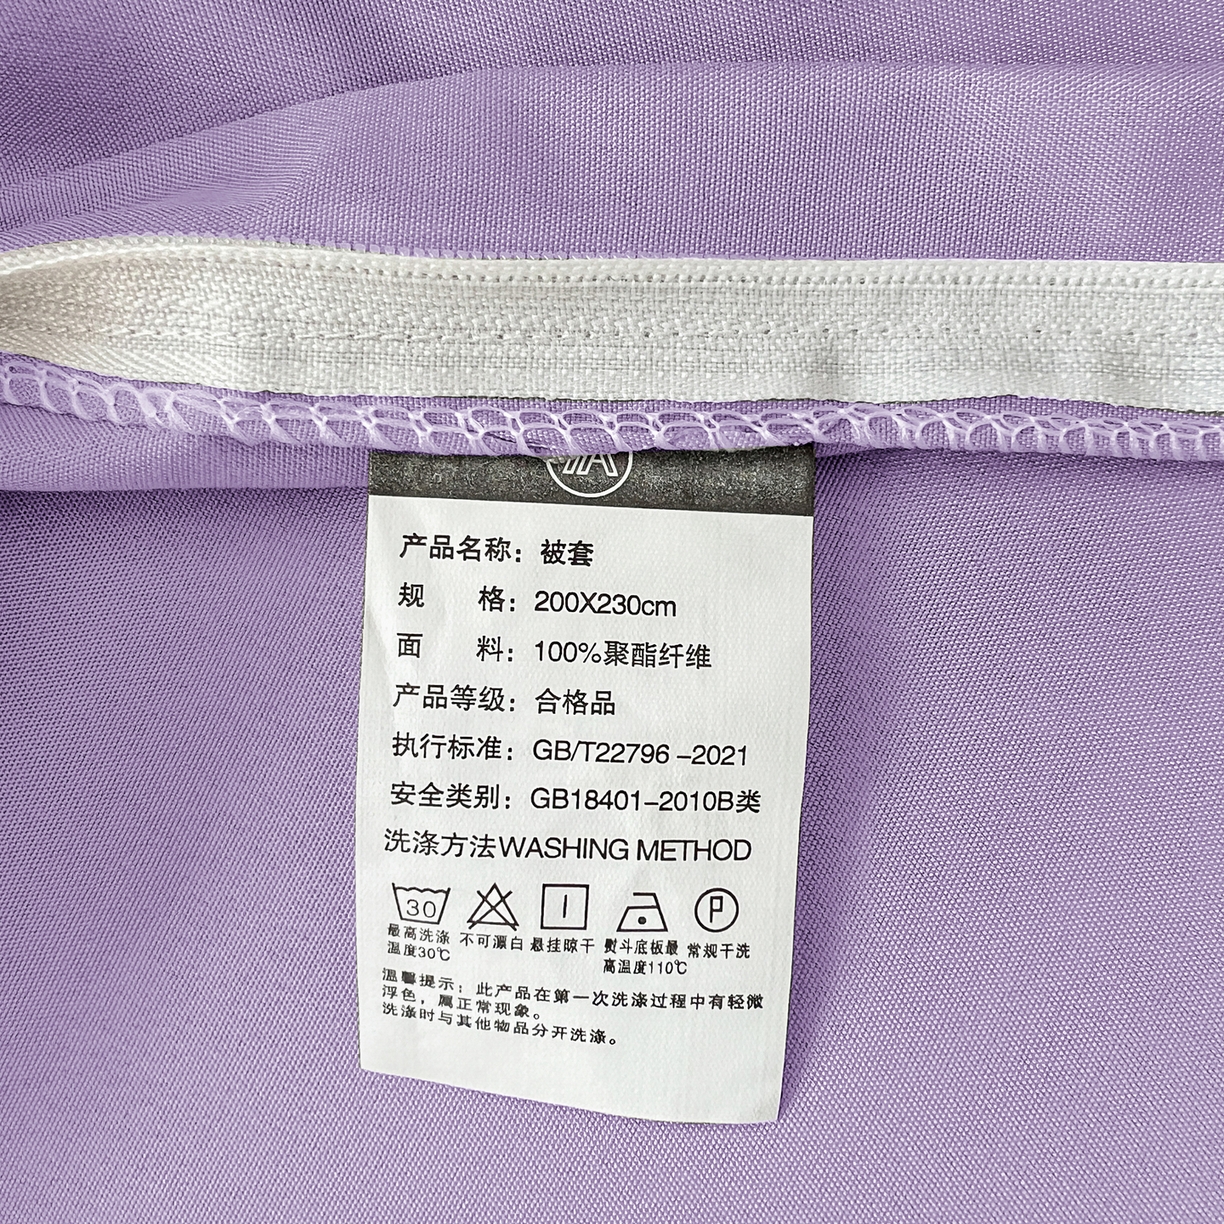 产品名称：被套
规 格：200X230cm
面 料：100%聚酯纤维
产品等级：合格品
执行标准：GB/T22796-2021
安全类别：GB18401-2010B类
洗涤方法WASHING METHOD
30
P
最高洗涤 不可漂白 悬挂晾干 熨斗底板最 常规干洗
温度30℃ 高温度110℃
温馨提示：此产品在第一次洗涤过程中有轻微
浮色，属正常现象。
洗涤时与其他物品分开洗涤。